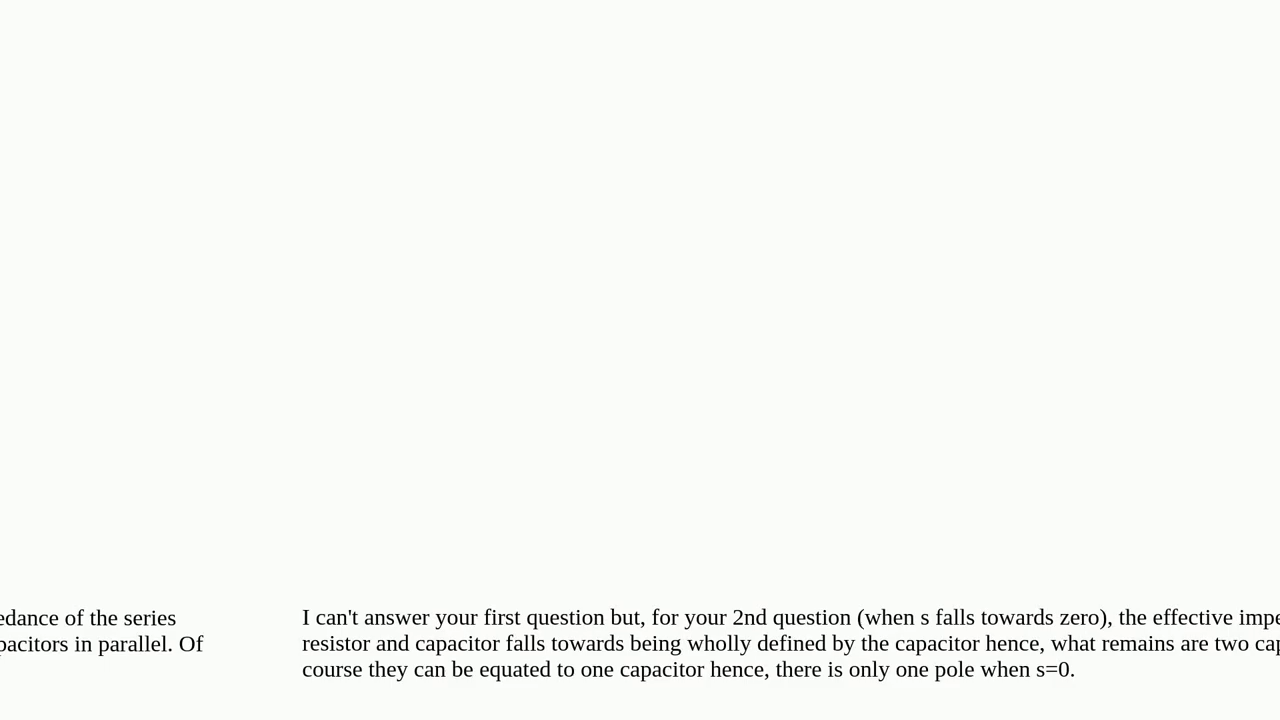 edance of the series
pacitors in parallel. Of
I can't answer your first question but, for your 2nd question (when s falls towards zero), the effective impe
resistor and capacitor falls towards being wholly defined by the capacitor hence, what remains are two cap
course they can be equated to one capacitor hence, there is only one pole when s=0.